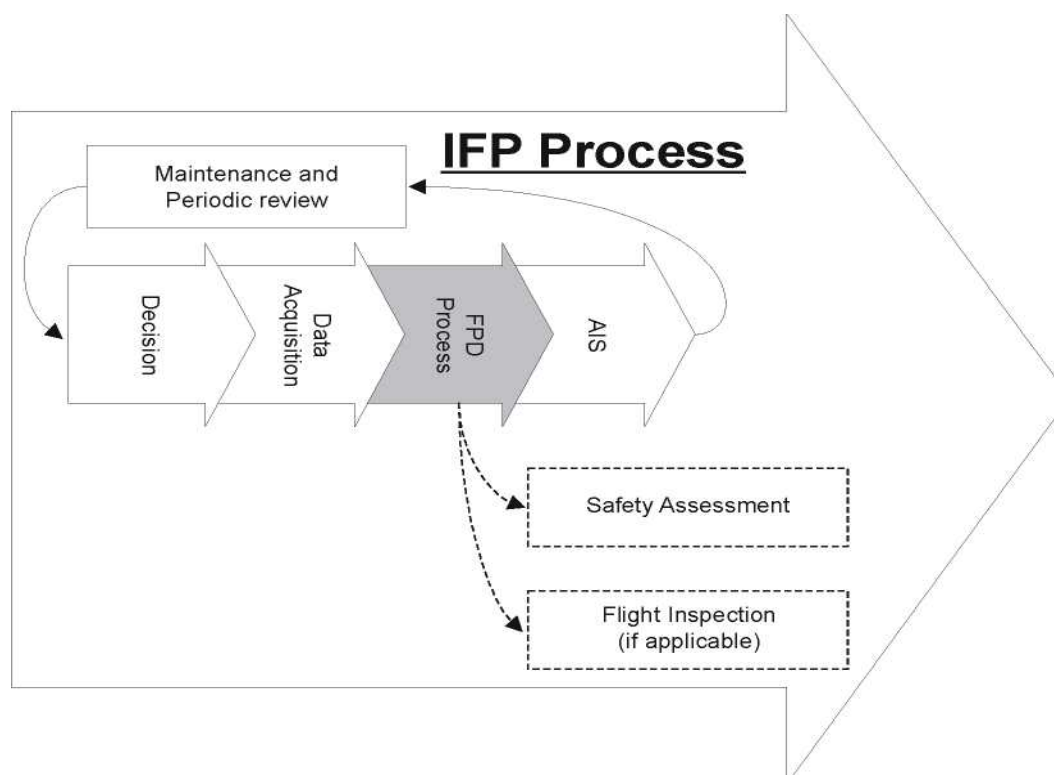 IFP Process
Maintenance and
Periodic review
Decision
Data
Acquisition
FPD
Process
AIS
Safety Assessment
Flight Inspection
(if applicable)